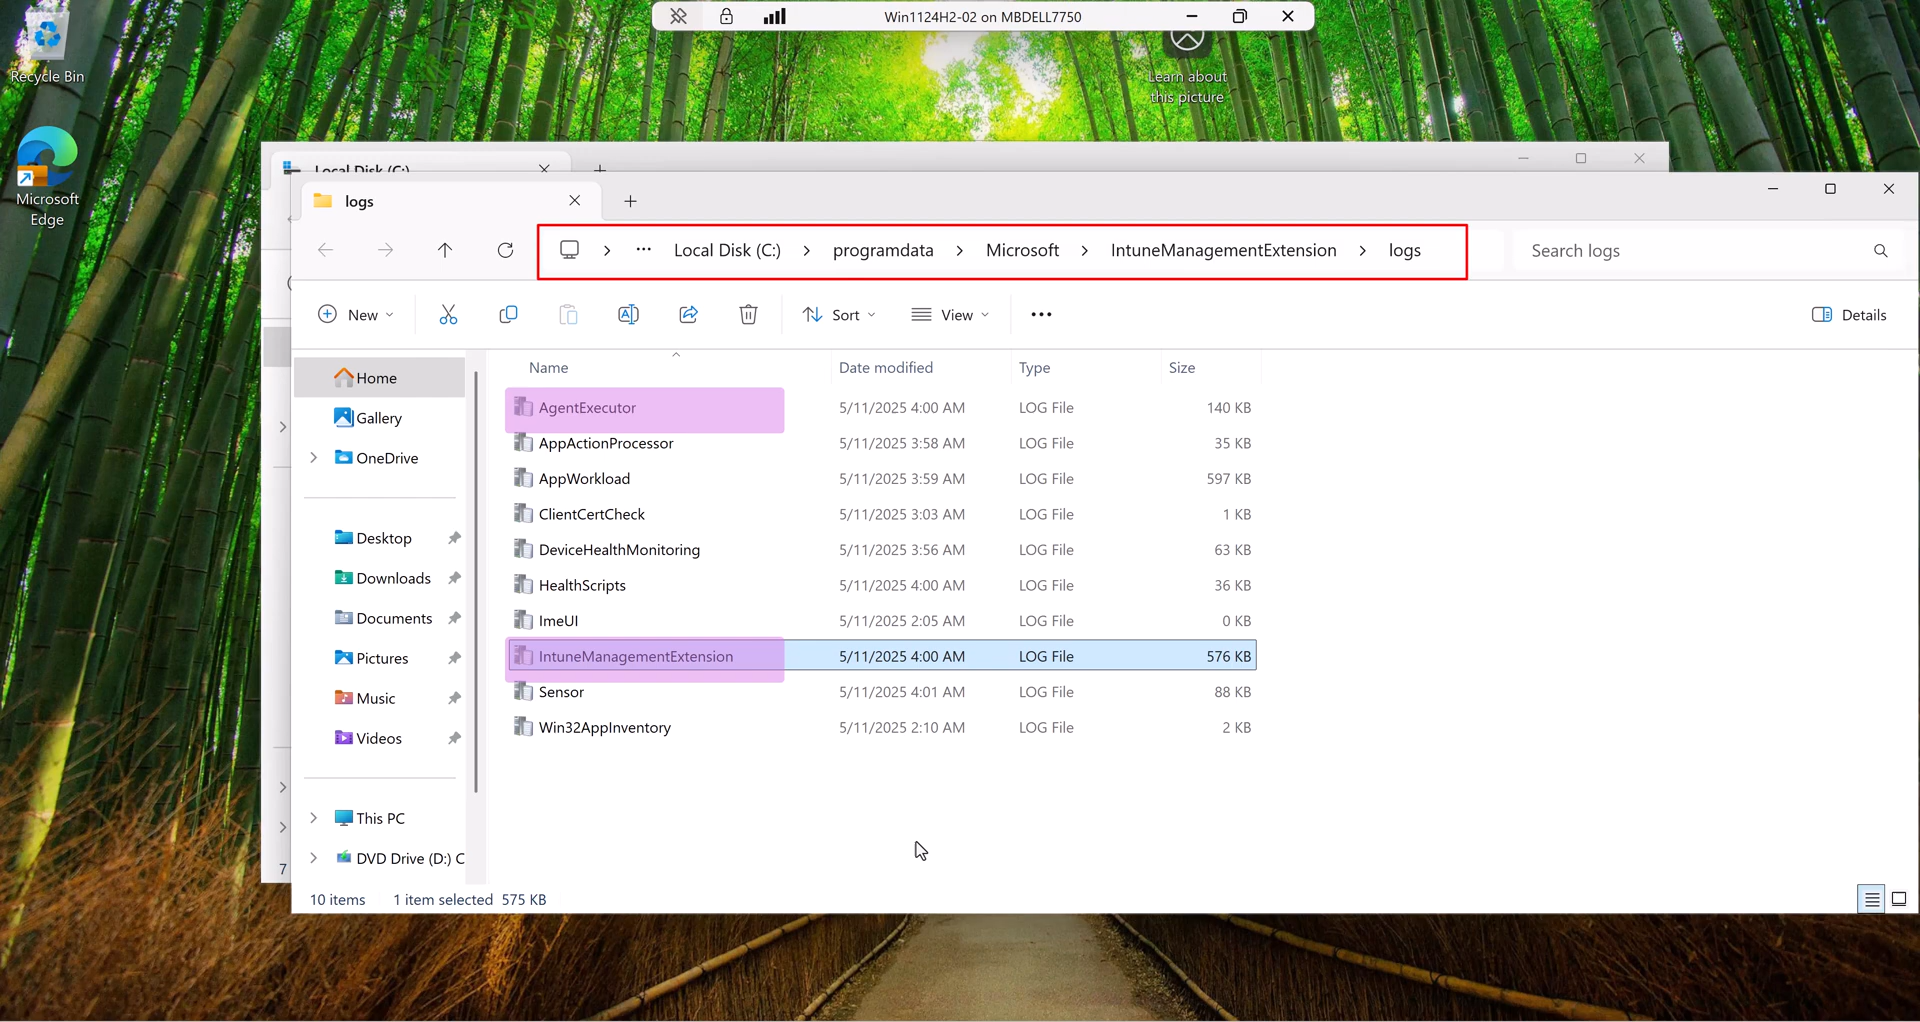 Win1124H2-02 on MBDELL7750
Recycle Bin
Learn about
this picture
Microsoft
Edge
Local Disk (C:)
logs
Local Disk (C:) programdata Microsoft IntuneManagementExtension logs
Search logs
New
Sort
View
Details
Name Date modified Type Size
Home
Gallery
OneDrive
Desktop
Downloads
Documents
Pictures
Music
Videos
This PC
DVD Drive (D:) C
AgentExecutor 5/11/2025 4:00 AM LOG File 140 KB
AppActionProcessor 5/11/2025 3:58 AM LOG File 35 KB
AppWorkload 5/11/2025 3:59 AM LOG File 597 KB
ClientCertCheck 5/11/2025 3:03 AM LOG File 1 KB
DeviceHealthMonitoring 5/11/2025 3:56 AM LOG File 63 KB
HealthScripts 5/11/2025 4:00 AM LOG File 36 KB
ImeUI 5/11/2025 2:05 AM LOG File 0 KB
IntuneManagementExtension 5/11/2025 4:00 AM LOG File 576 KB
Sensor 5/11/2025 4:01 AM LOG File 88 KB
Win32AppInventory 5/11/2025 2:10 AM LOG File 2 KB
7
10 items 1 item selected 575 KB